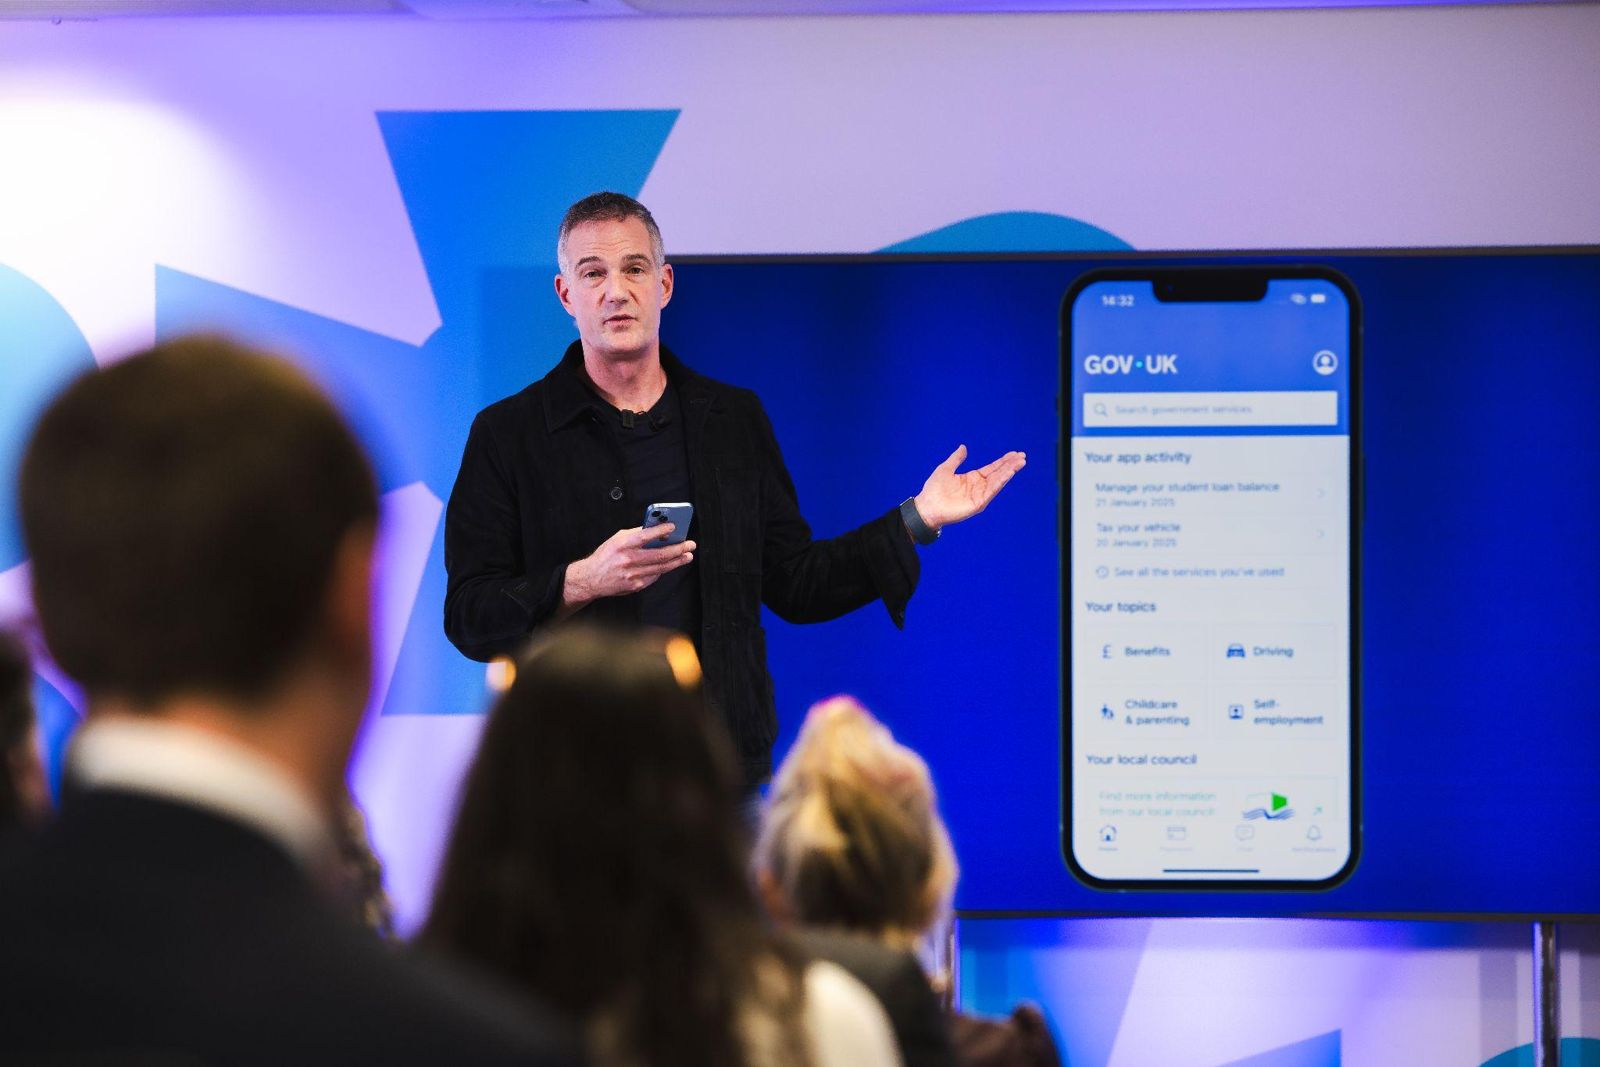 14:32
GOV·UK
Search government services
Your app activity
Manage your student loan balance
21 January 2025
Tax your vehicle
20 January 2025
See all the services you've used
Your topics
£ Benefits
Driving
Childcare
& parenting
Self-
employment
Your local council
Find more information
from our local council
Home